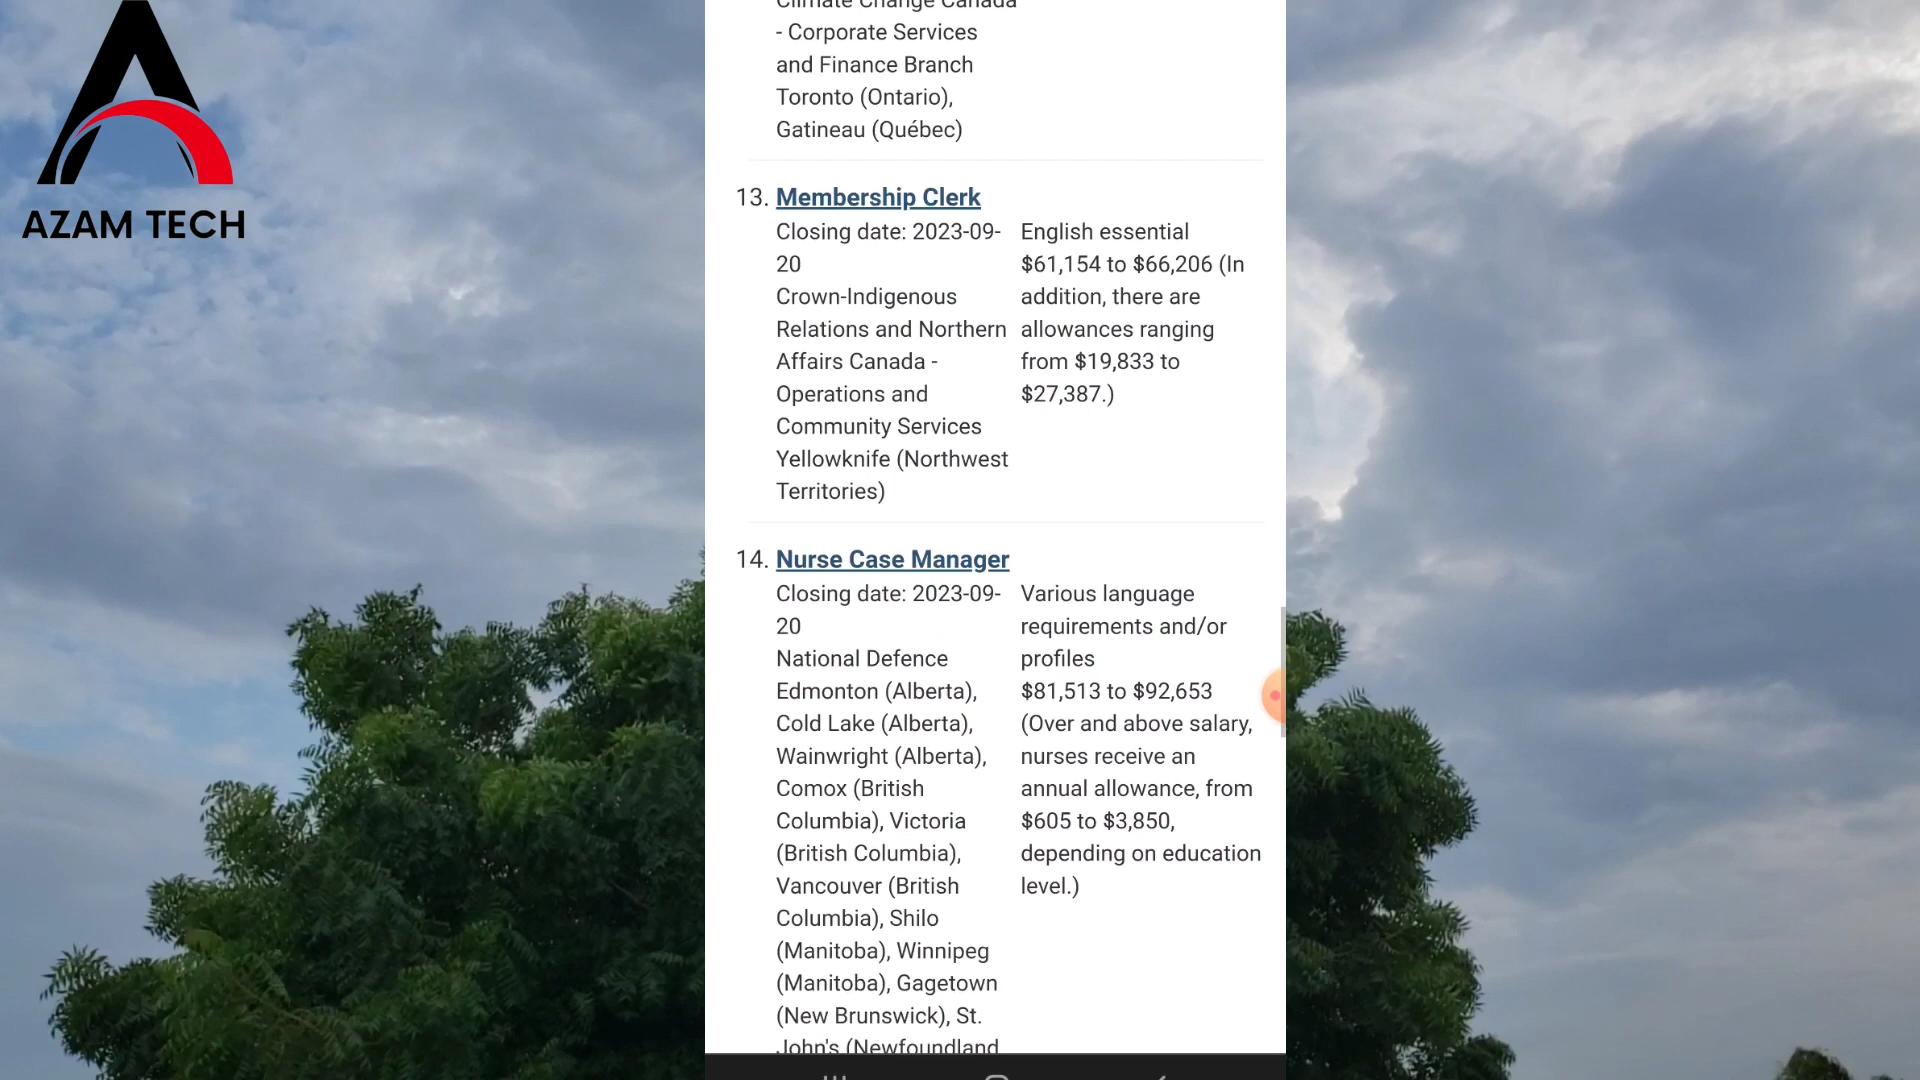 AZAM TECH
Climate Change Canada
- Corporate Services
and Finance Branch
Toronto (Ontario),
Gatineau (Québec)
13. Membership Clerk
Closing date: 2023-09-
20
Crown-Indigenous
Relations and Northern
Affairs Canada -
Operations and
Community Services
Yellowknife (Northwest
Territories)
English essential
$61,154 to $66,206 (In
addition, there are
allowances ranging
from $19,833 to
$27,387.)
14. Nurse Case Manager
Closing date: 2023-09-
20
National Defence
Edmonton (Alberta),
Cold Lake (Alberta),
Wainwright (Alberta),
Comox (British
Columbia), Victoria
(British Columbia),
Vancouver (British
Columbia), Shilo
(Manitoba), Winnipeg
(Manitoba), Gagetown
(New Brunswick), St.
John's (Newfoundland
Various language
requirements and/or
profiles
$81,513 to $92,653
(Over and above salary,
nurses receive an
annual allowance, from
$605 to $3,850,
depending on education
level.)